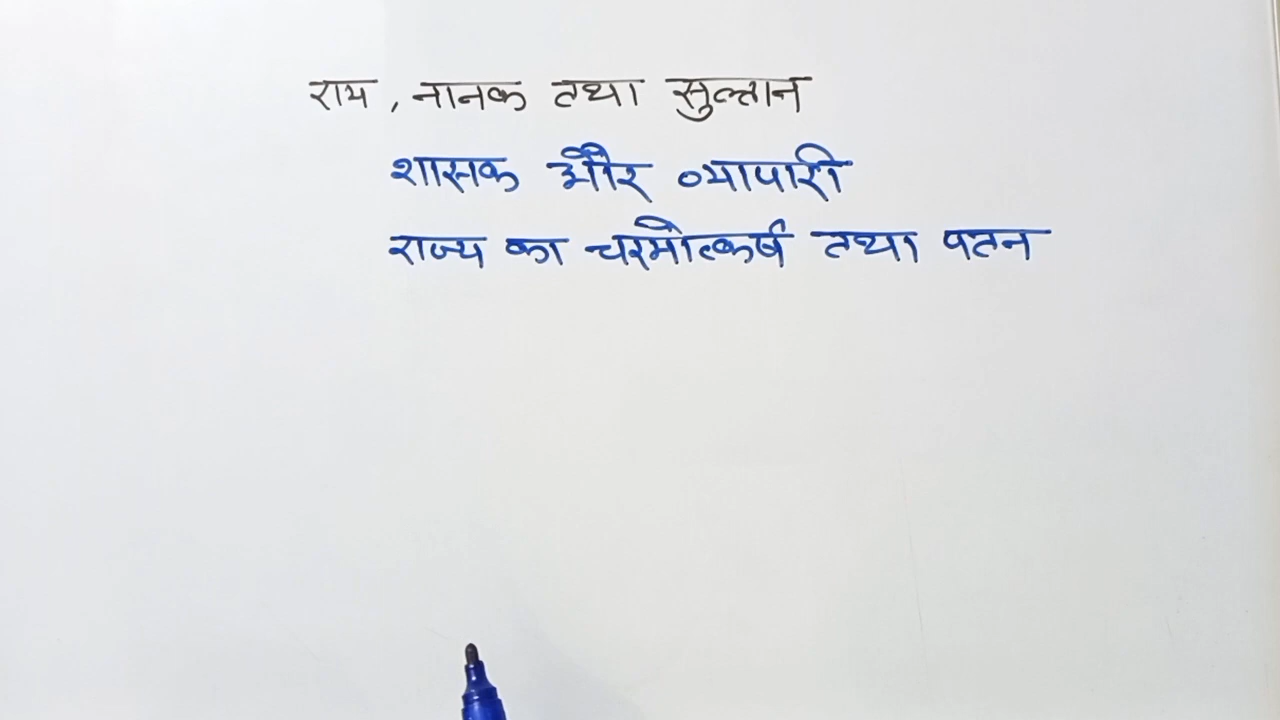 राय , नानक तथा सुल्तान
शासक और व्यापारी
राज्य का चरमोत्कर्ष तथा पतन